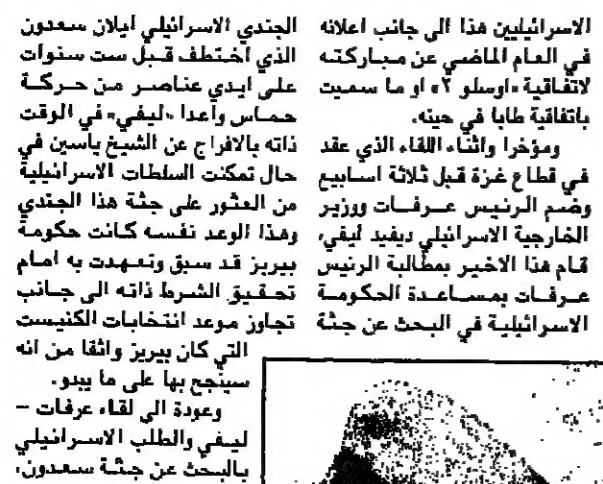 الاسرائيليين هذا الى جانب اعلانه
في العام الماضي عن مباركته
لاتفاقية «اوسلو ٢» او ما سميت
باتفاقية طابا في حينه.
ومؤخرا واثناء اللقاء الذي عقد
في قطاع غزة قبل ثلاثة اسابيع
وضم الرئيس عرفات ووزير
الخارجية الاسرائيلي ديفيد ليفي،
قام هذا الاخير بمطالبة الرئيس
عرفات بمساعدة الحكومة
الاسرائيلية في البحث عن جثة
الجندي الاسرائيلي ايلان سعدون
الذي اختطف قبل ست سنوات
على ايدي عناصر من حركة
حماس واعدا «ليفي» في الوقت
ذاته بالافراج عن الشيخ ياسين في
حال تمكنت السلطات الاسرائيلية
من العثور على جثة هذا الجندي
وهذا الوعد نفسه كانت حكومة
بيريز قد سبق وتعهدت به امام
تحقيق الشرط ذاته الى جانب
تجاوز موعد انتخابات الكنيست
التي كان بيريز واثقا من انه
سينجح بها على ما يبدو.
وعودة الى لقاء عرفات –
ليفي والطلب الاسرائيلي
بالبحث عن جثة سعدون،